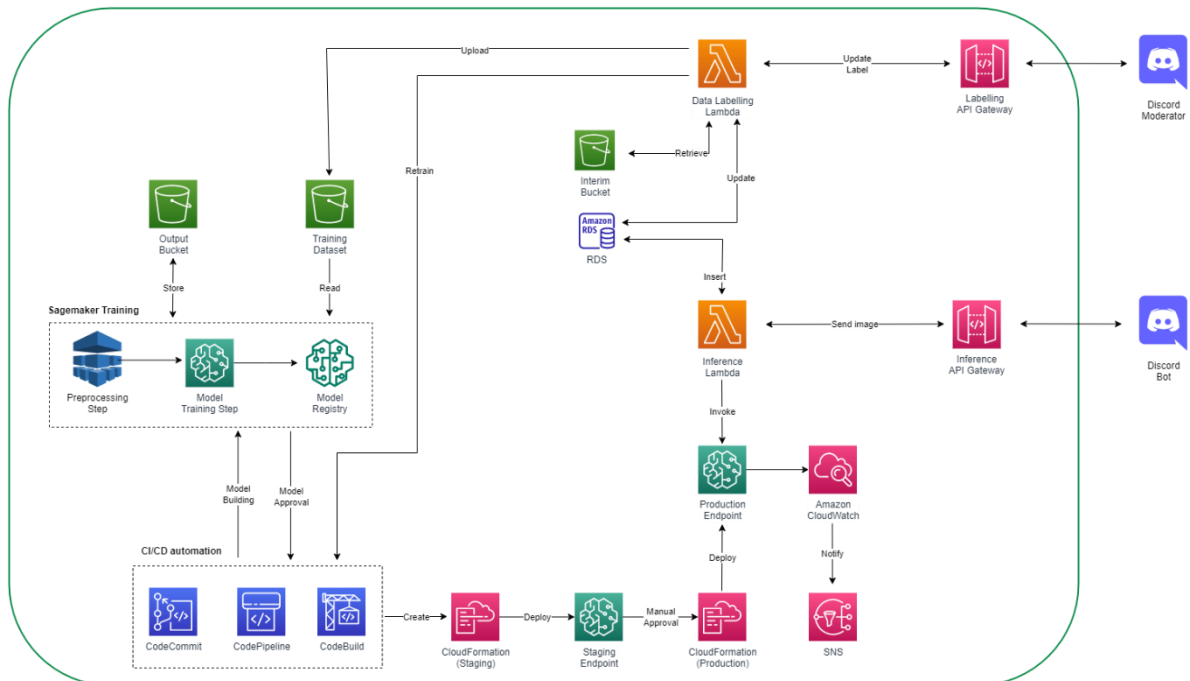 Upload
Update
Label
Data Labelling
Lambda
Labelling
API Gateway
Discord
Moderator
Retrieve
Retrain
Interim
Bucket
Update
Output
Bucket
Training
Dataset
Amazon
RDS
RDS
Insert
Store
Read
Sagemaker Training
Send image
Preprocessing
Step
Model
Training Step
Model
Registry
Inference
Lambda
Inference
API Gateway
Discord
Bot
Invoke
Model
Building
Model
Approval
Production
Endpoint
Amazon
CloudWatch
CI/CD automation
Deploy
Notify
CodeCommit
CodePipeline
CodeBuild
Create
CloudFormation
(Staging)
Deploy
Staging
Endpoint
Manual
Approval
CloudFormation
(Production)
SNS